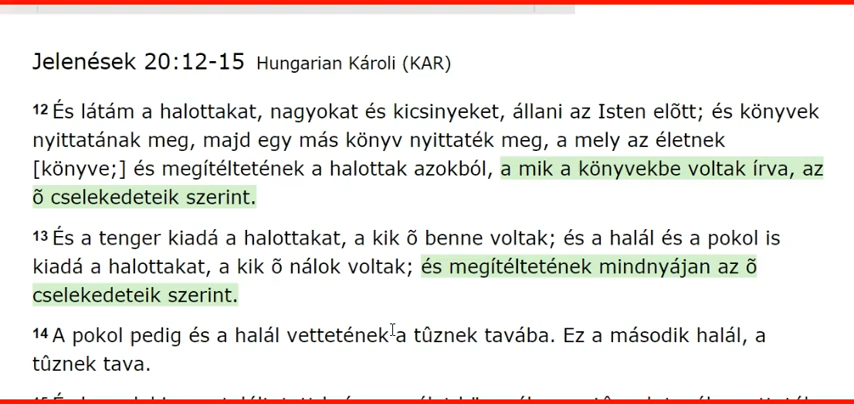 Jelenések 20:12-15 Hungarian Károli (KAR)
12 És látám a halottakat, nagyokat és kicsinyeket, állani az Isten elõtt; és könyvek
nyittatának meg, majd egy más könyv nyittaték meg, a mely az életnek
[könyve;] és megítéltetének a halottak azokból, a mik a könyvekbe voltak írva, az
õ cselekedeteik szerint.
13 És a tenger kiadá a halottakat, a kik õ benne voltak; és a halál és a pokol is
kiadá a halottakat, a kik õ nálok voltak; és megítéltetének mindnyájan az õ
cselekedeteik szerint.
14 A pokol pedig és a halál vettetének a tûznek tavába. Ez a második halál, a
tûznek tava.